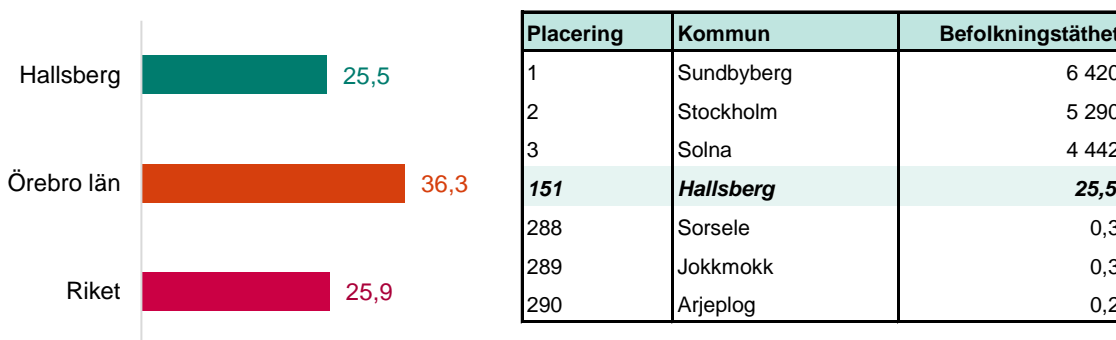 Hallsberg 25,5
Örebro län 36,3
Riket 25,9
Placering Kommun Befolkningstäthet
1 Sundbyberg 6 420
2 Stockholm 5 290
3 Solna 4 442
151 Hallsberg 25,5
288 Sorsele 0,3
289 Jokkmokk 0,3
290 Arjeplog 0,2